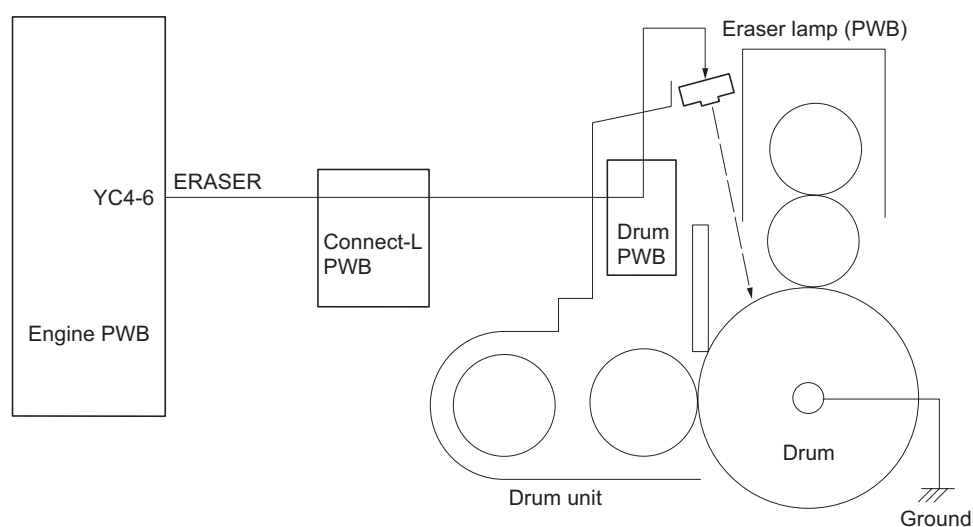 Eraser lamp (PWB)
YC4-6
ERASER
Connect-L
PWB
Drum
PWB
Engine PWB
Drum
Drum unit
Ground